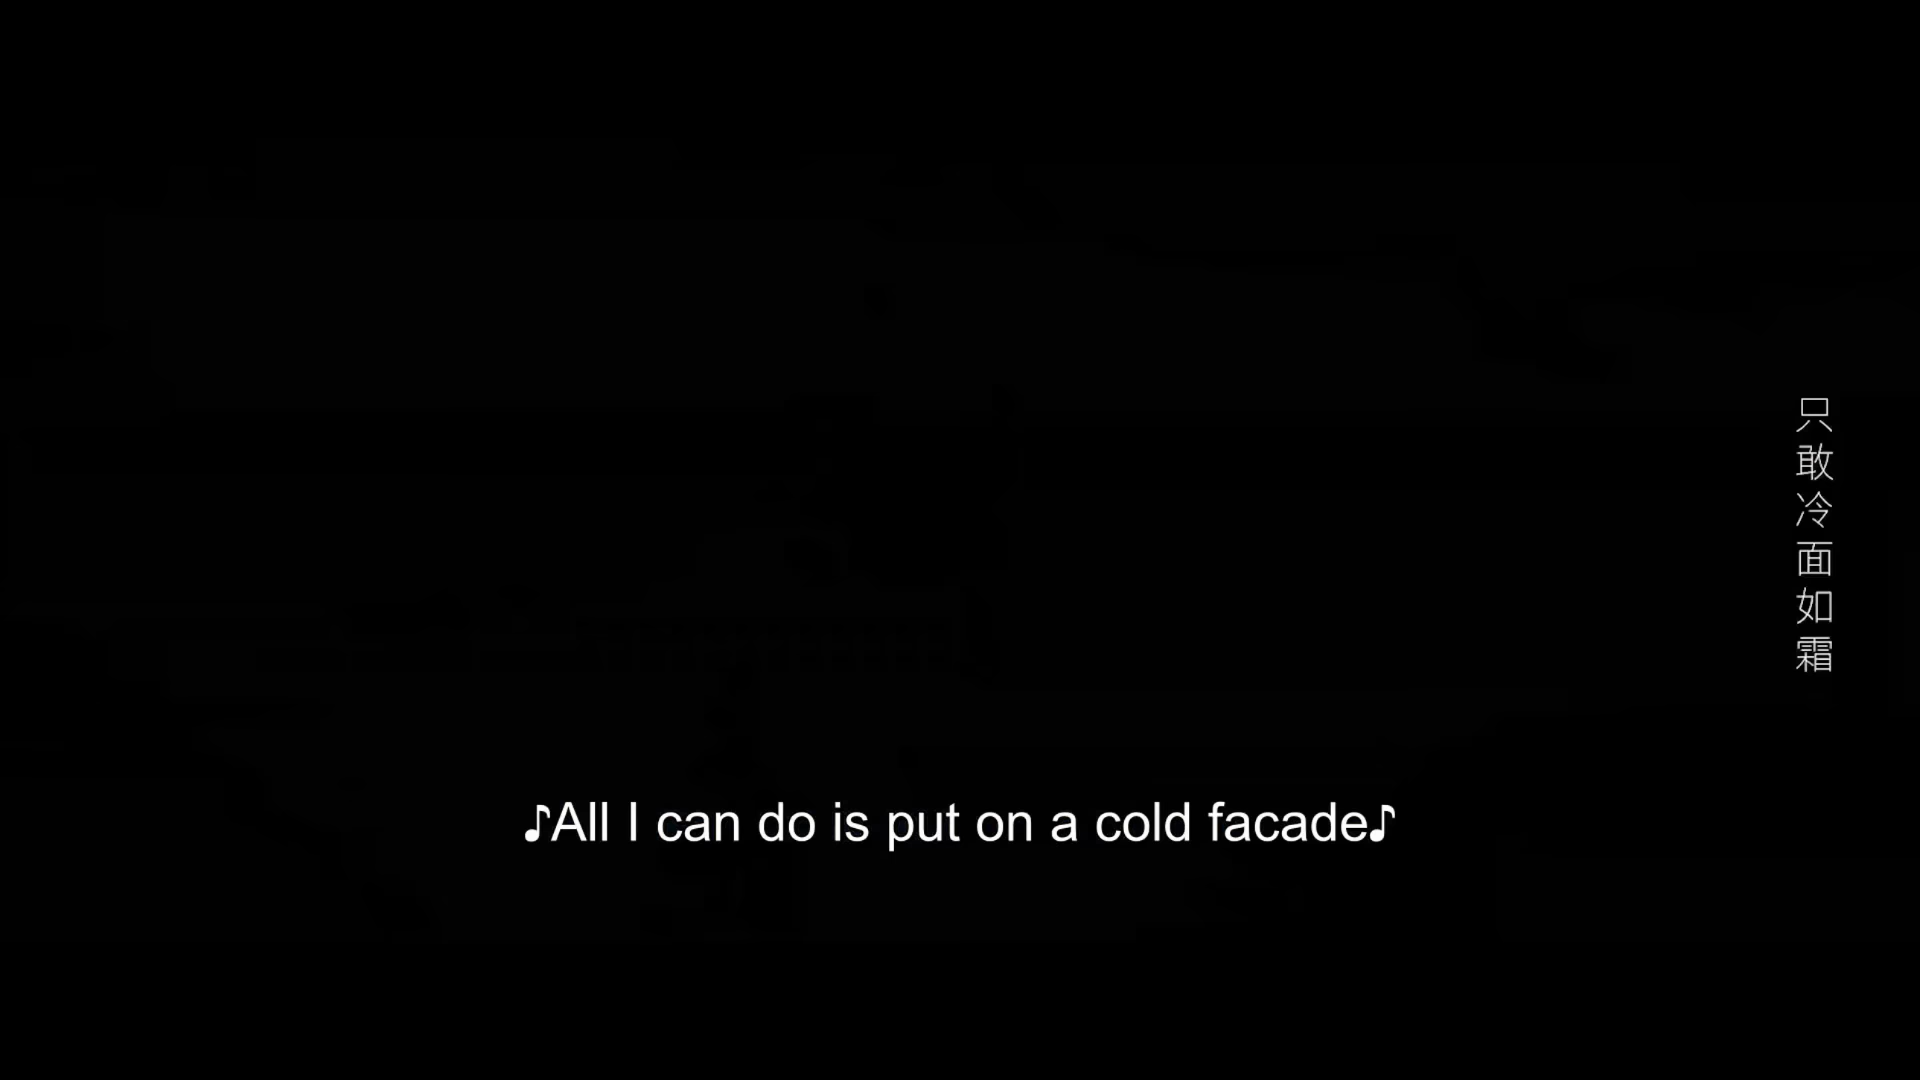 只敢冷面如霜
♪All I can do is put on a cold facade♪